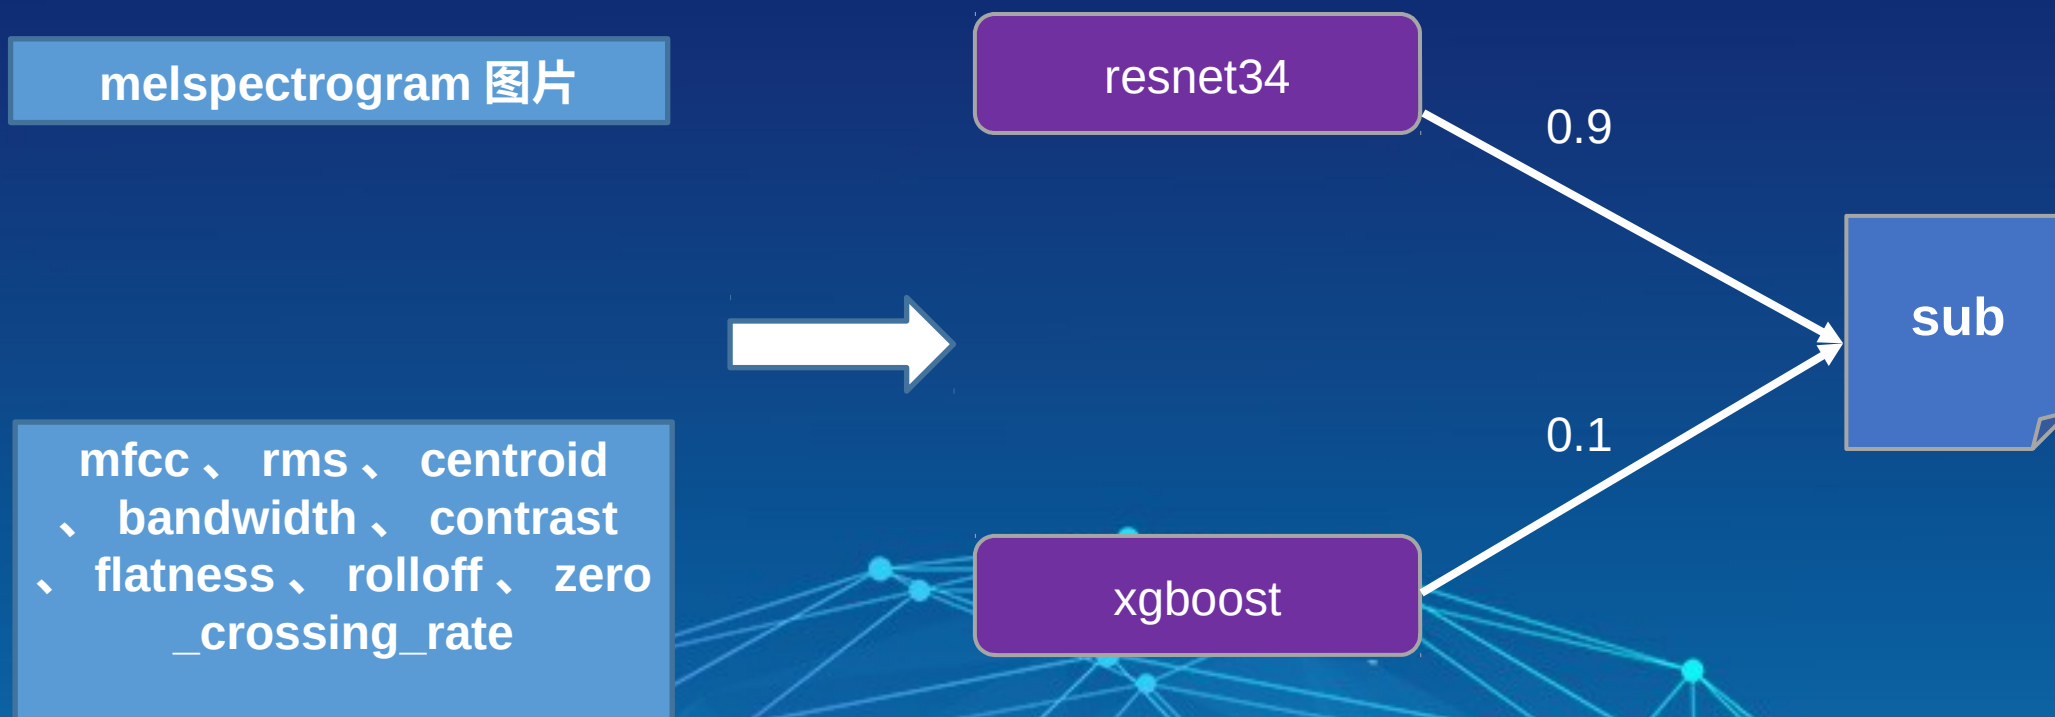 melspectrogram 图片
resnet34
0.9
sub
0.1
mfcc 、 rms 、 centroid
、 bandwidth 、 contrast
、 flatness 、 rolloff 、 zero
_crossing_rate
xgboost